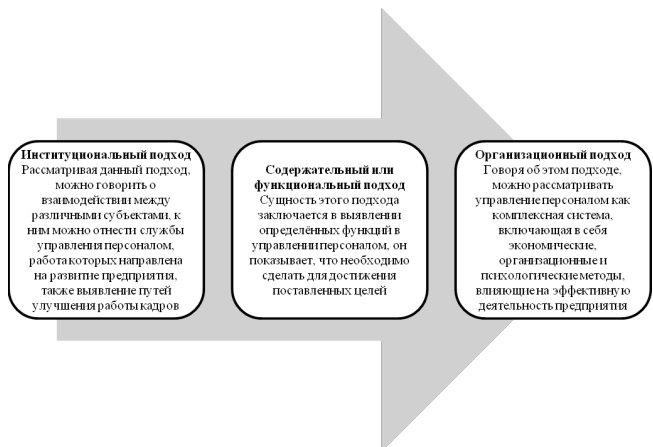 Институциональный подход
Рассматривая данный подход,
можно говорить о
взаимодействии между
различными субъектами, к
ним можно отнести службы
управления персоналом,
работа которых направлена
на развитие предприятия,
также выявление путей
улучшения работы кадров
Содержательный или
функциональный подход
Сущность этого подхода
заключается в выявлении
определённых функций в
управлении персоналом, он
показывает, что необходимо
сделать для достижения
поставленных целей
Организационный подход
Говоря об этом подходе,
можно рассматривать
управление персоналом как
комплексная система,
включающая в себя
экономические,
организационные и
психологические методы,
влияющие на эффективную
деятельность предприятия